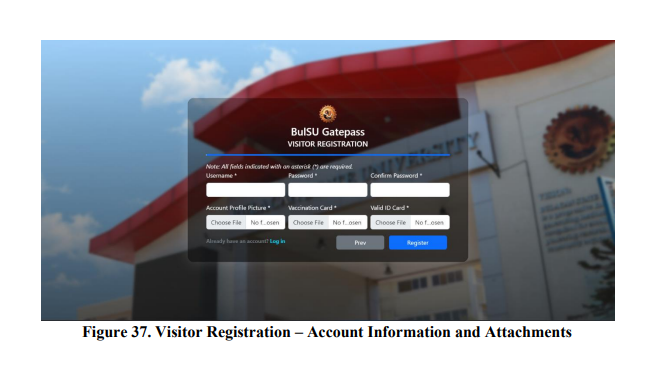 BulSU Gatepass
VISITOR REGISTRATION
Note: All fields indicated with an asterisk (*) are required.
Username * Password * Confirm Password *
Account Profile Picture * Vaccination Card * Valid ID Card *
Choose File No f...osen Choose File No f...osen Choose File No f...osen
Already have an account? Log in Prev Register
Figure 37. Visitor Registration – Account Information and Attachments